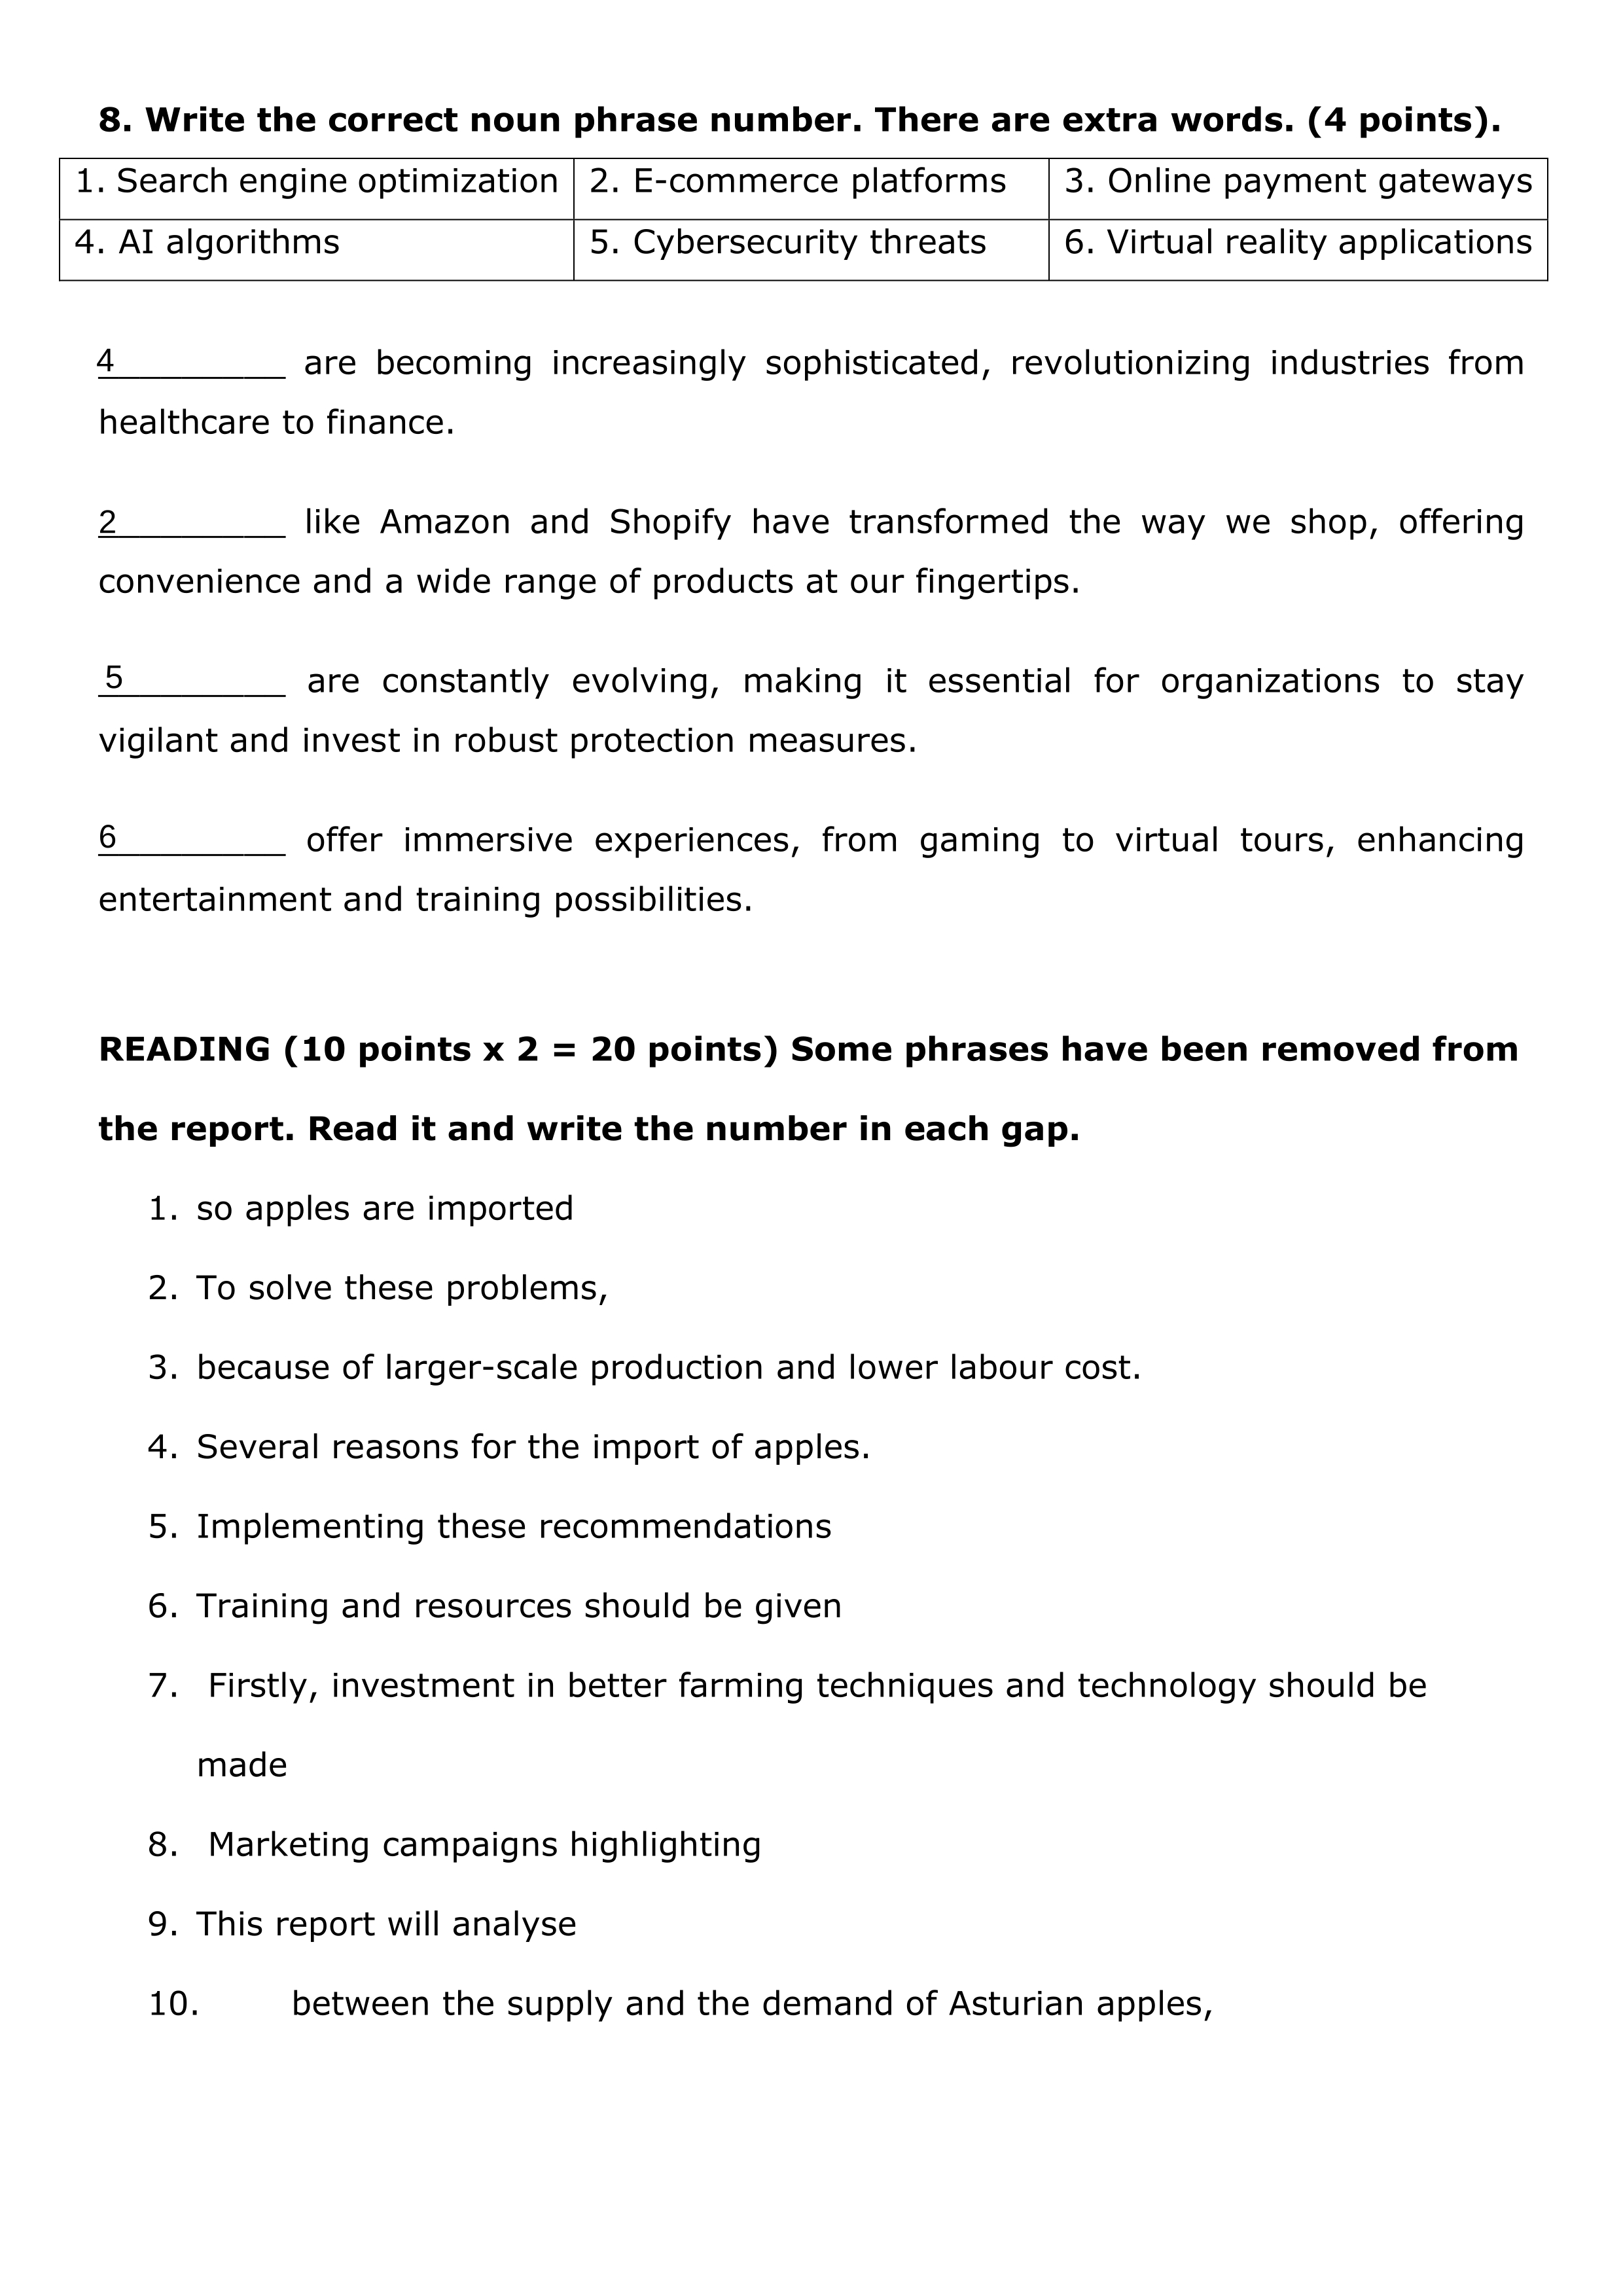 8. Write the correct noun phrase number. There are extra words. (4 points).
1. Search engine optimization 2. E-commerce platforms 3. Online payment gateways
4. AI algorithms 5. Cybersecurity threats 6. Virtual reality applications
4_________ are becoming increasingly sophisticated, revolutionizing industries from
healthcare to finance.
2_________ like Amazon and Shopify have transformed the way we shop, offering
convenience and a wide range of products at our fingertips.
5_________ are constantly evolving, making it essential for organizations to stay
vigilant and invest in robust protection measures.
6_________ offer immersive experiences, from gaming to virtual tours, enhancing
entertainment and training possibilities.
READING (10 points x 2 = 20 points) Some phrases have been removed from
the report. Read it and write the number in each gap.
1. so apples are imported
2. To solve these problems,
3. because of larger-scale production and lower labour cost.
4. Several reasons for the import of apples.
5. Implementing these recommendations
6. Training and resources should be given
7. Firstly, investment in better farming techniques and technology should be
made
8. Marketing campaigns highlighting
9. This report will analyse
10. between the supply and the demand of Asturian apples,